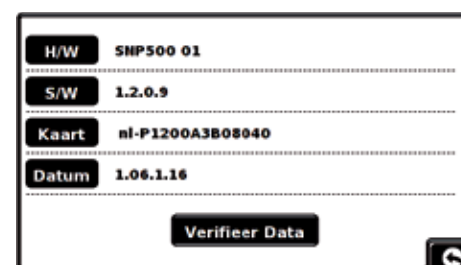 H/W SNP500 01
S/W 1.2.0.9
Kaart nl-P1200A3B08040
Datum 1.06.1.16
Verifieer Data